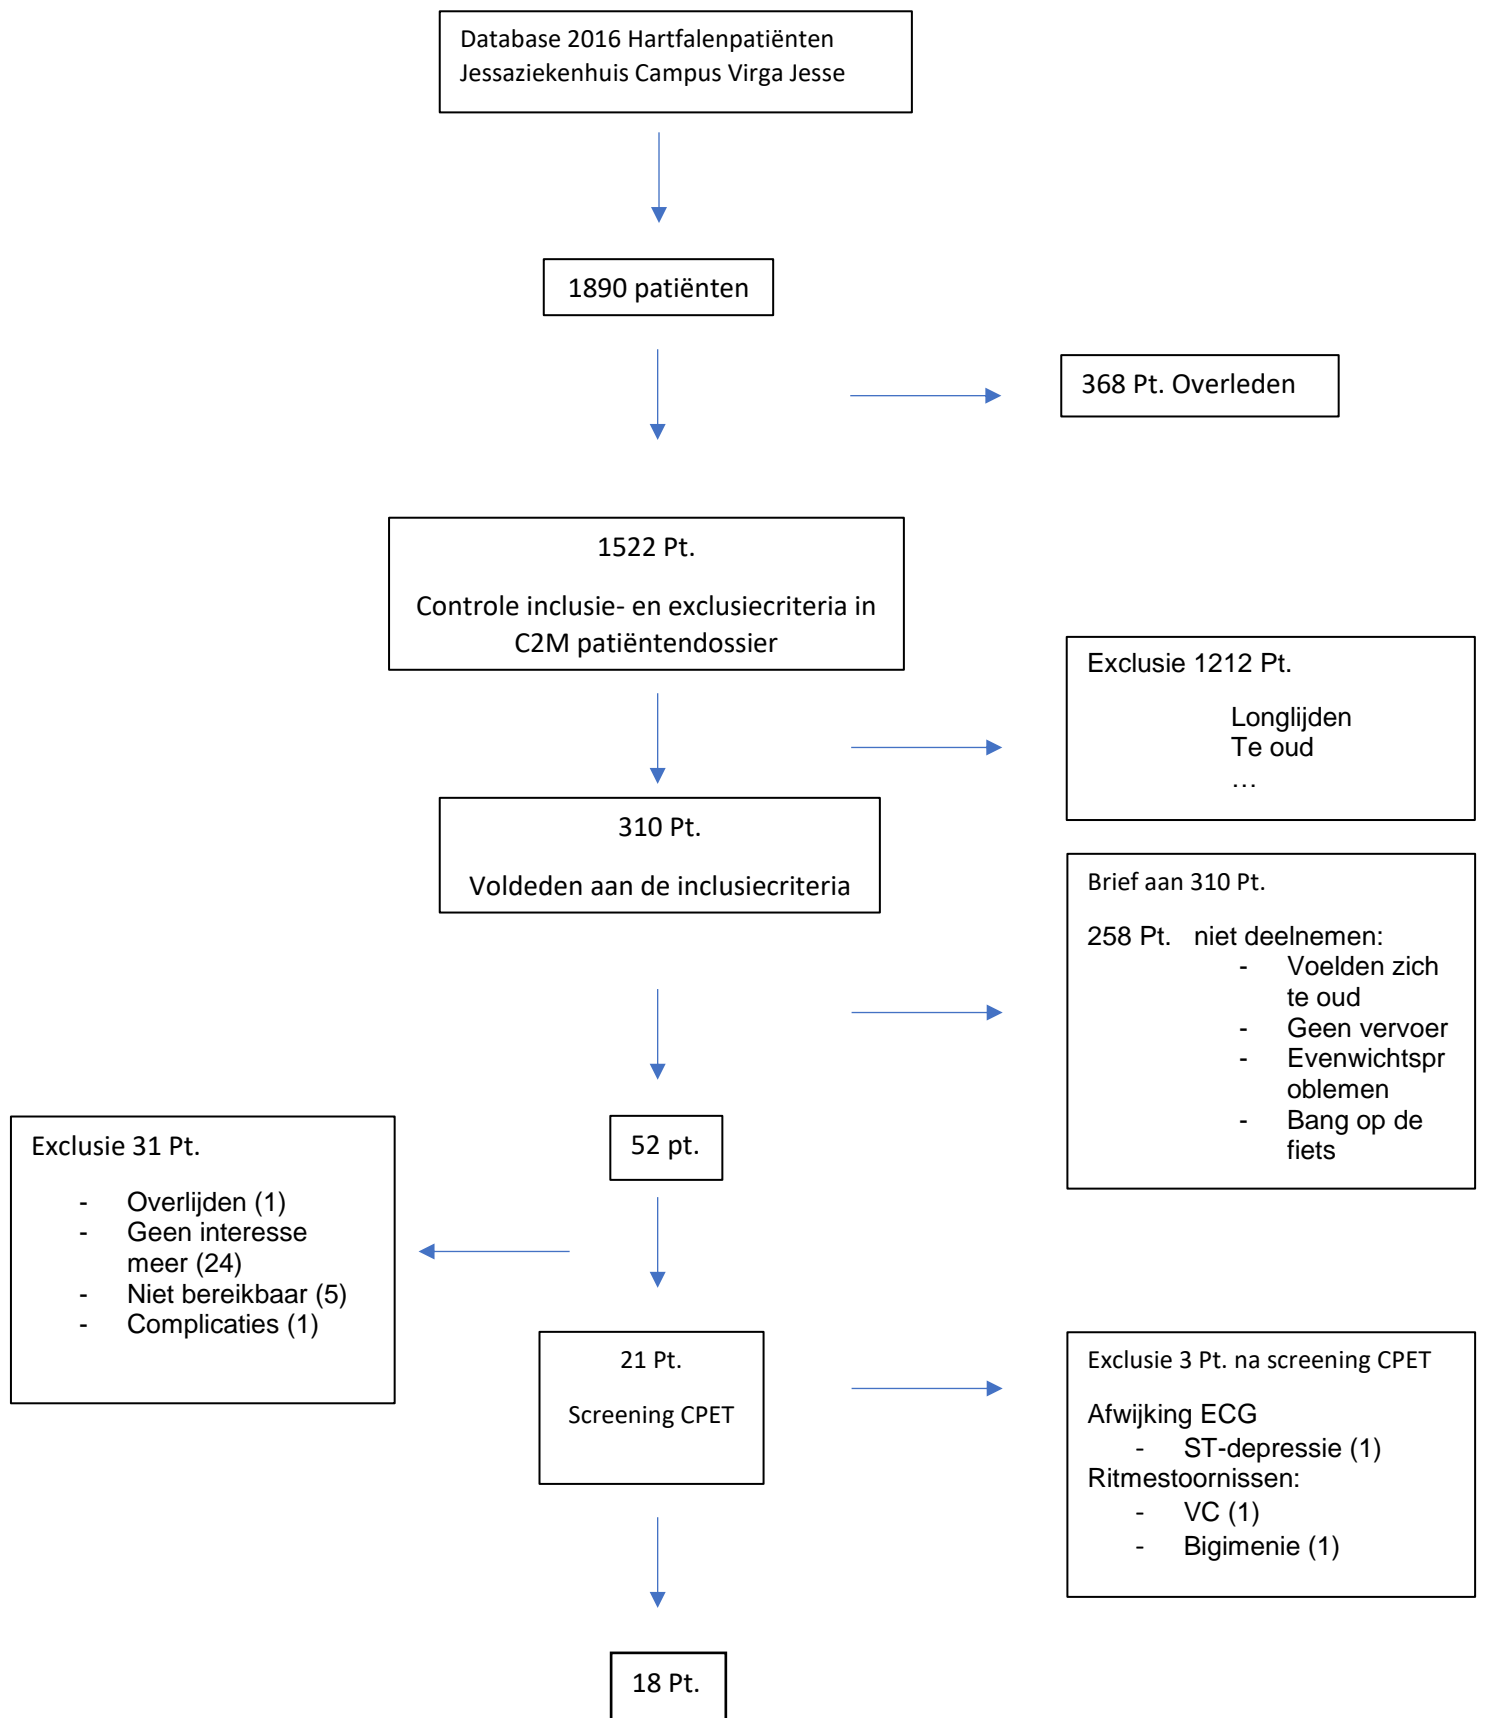 Database 2016 Hartfalenpatiënten
Jessaziekenhuis Campus Virga Jesse
1890 patiënten
368 Pt. Overleden
1522 Pt.
Controle inclusie- en exclusiecriteria in
C2M patiëntendossier
Exclusie 1212 Pt.
Longlijden
Te oud
…
310 Pt.
Voldeden aan de inclusiecriteria
Brief aan 310 Pt.
258 Pt. niet deelnemen:
- Voelden zich
te oud
- Geen vervoer
- Evenwichtspr
oblemen
- Bang op de
fiets
52 pt.
Exclusie 31 Pt.
- Overlijden (1)
- Geen interesse
meer (24)
- Niet bereikbaar (5)
- Complicaties (1)
21 Pt.
Screening CPET
Exclusie 3 Pt. na screening CPET
Afwijking ECG
- ST-depressie (1)
Ritmestoornissen:
- VC (1)
- Bigimenie (1)
18 Pt.